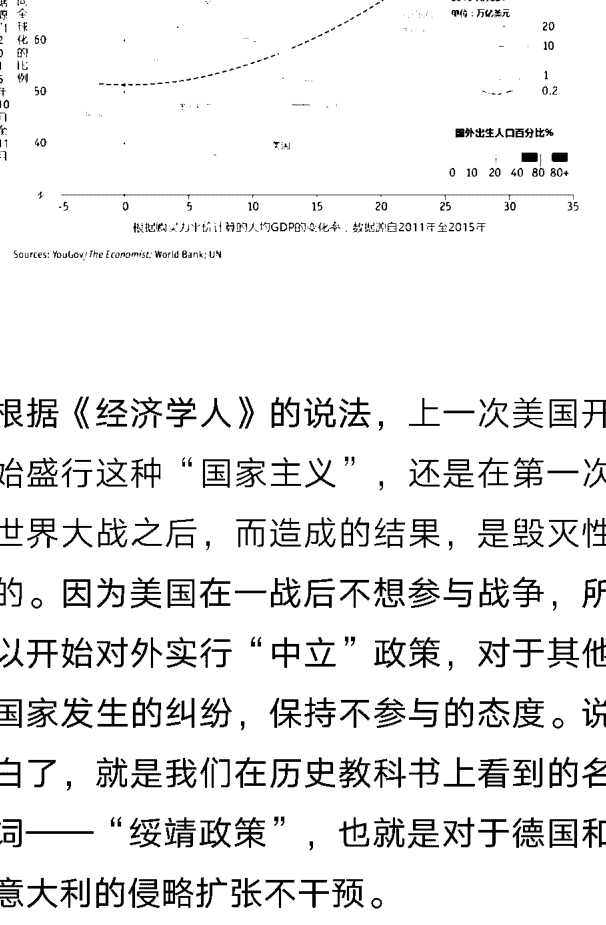 全
球
化
的
比
例
60
50
40
单位：万亿美元
20
10
1
0.2
美国
国外出生人口百分比%
0 10 20 40 80 80+
-5 0 5 10 15 20 25 30 35
根据购买力平价计算的人均GDP的变化率，数据源自2011年至2015年
Sources: YouGov/The Economist; World Bank; UN
根据《经济学人》的说法，上一次美国开
始盛行这种“国家主义”，还是在第一次
世界大战之后，而造成的结果，是毁灭性
的。因为美国在一战后不想参与战争，所
以开始对外实行“中立”政策，对于其他
国家发生的纠纷，保持不参与的态度。说
白了，就是我们在历史教科书上看到的名
词——“绥靖政策”，也就是对于德国和
意大利的侵略扩张不干预。